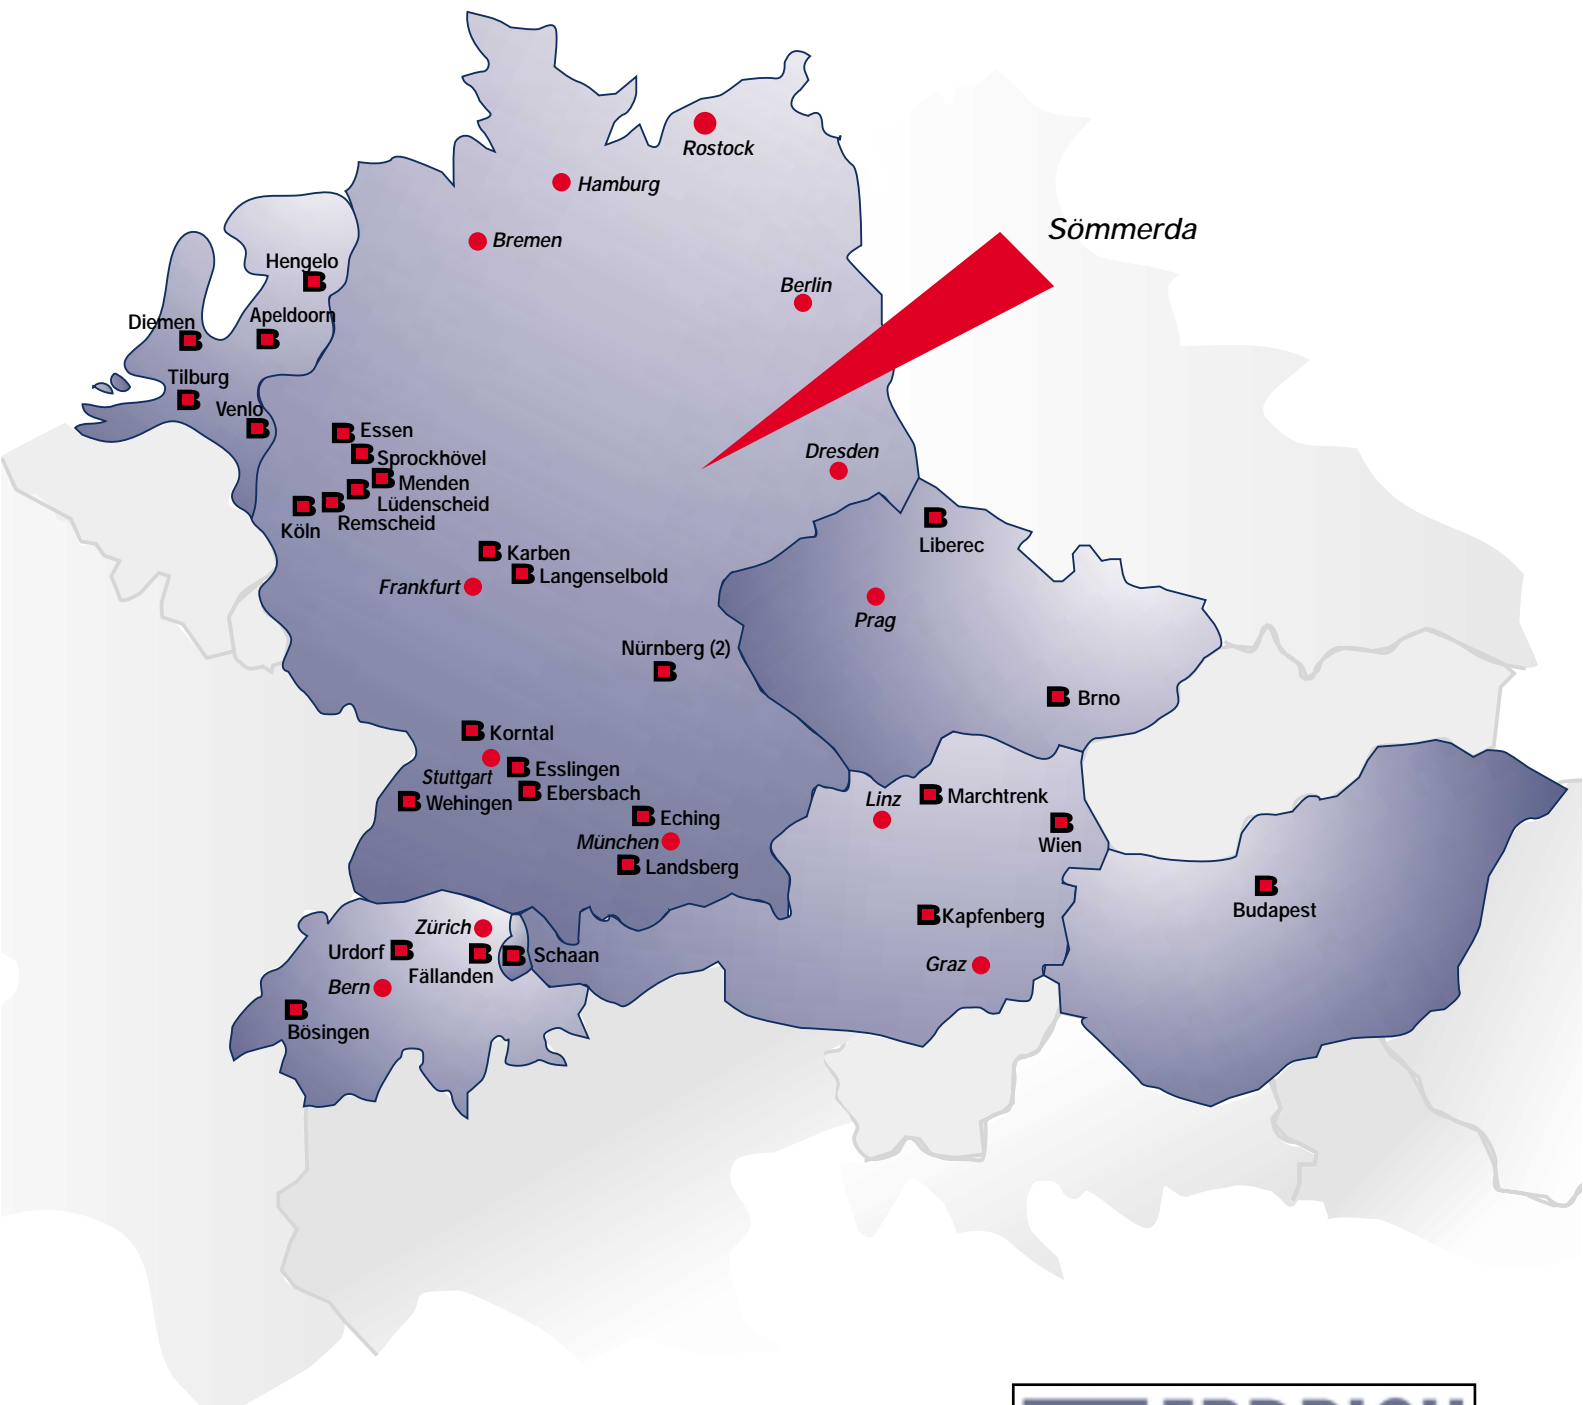 Rostock
Hamburg
Bremen
Sömmerda
Hengelo
Berlin
Apeldoorn
Diemen
Tilburg
Venlo
Essen
Sprockhövel
Dresden
Menden
Lüdenscheid
Remscheid
Köln
Liberec
Karben
Langenselbold
Frankfurt
Prag
Nürnberg (2)
Brno
Korntal
Stuttgart
Esslingen
Ebersbach
Wehingen
Linz
Marchtrenk
Eching
München
Wien
Landsberg
Budapest
Kapfenberg
Zürich
Urdorf
Schaan
Fällanden
Graz
Bern
Bösingen